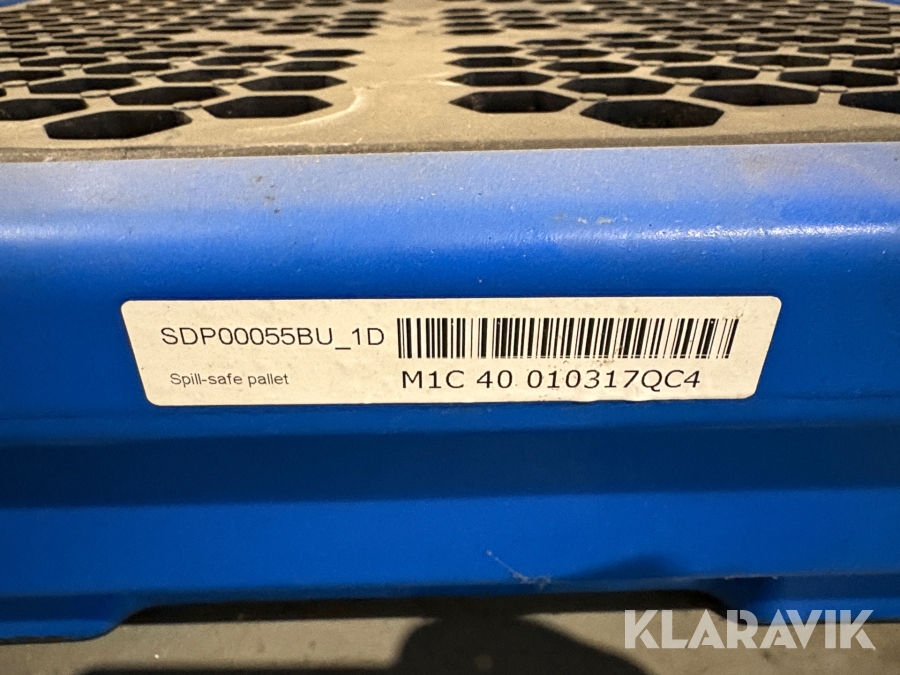 SDP00055BU_1D
Spill-safe pallet
M1C 40 010317QC4
KLARAVIK